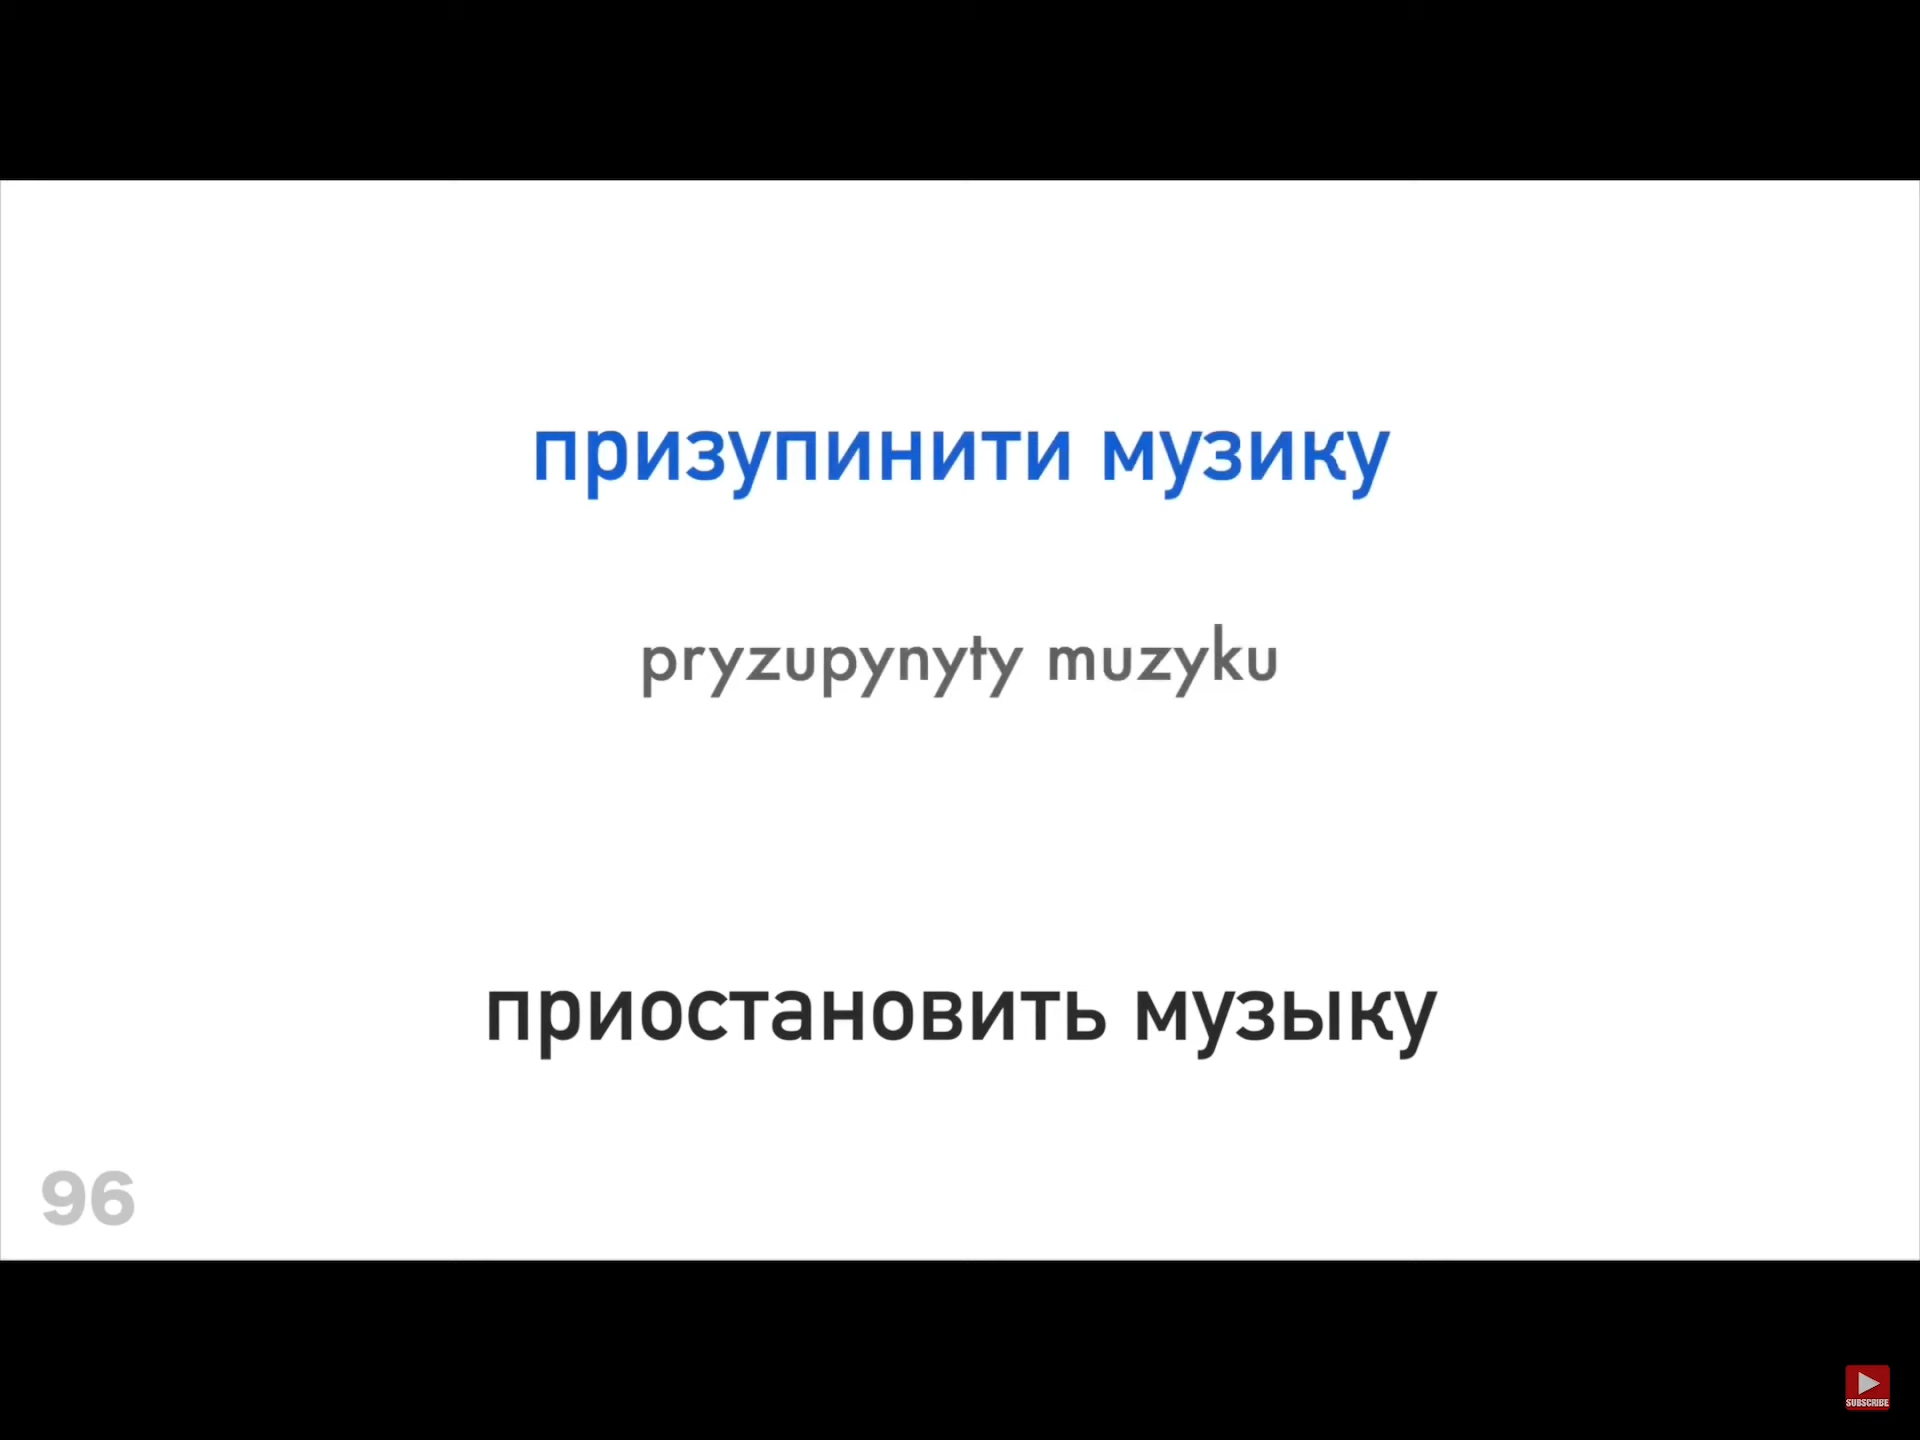 призупинити музику
pryzupynyty muzyku
приостановить музыку
96
SUBSCRIBE